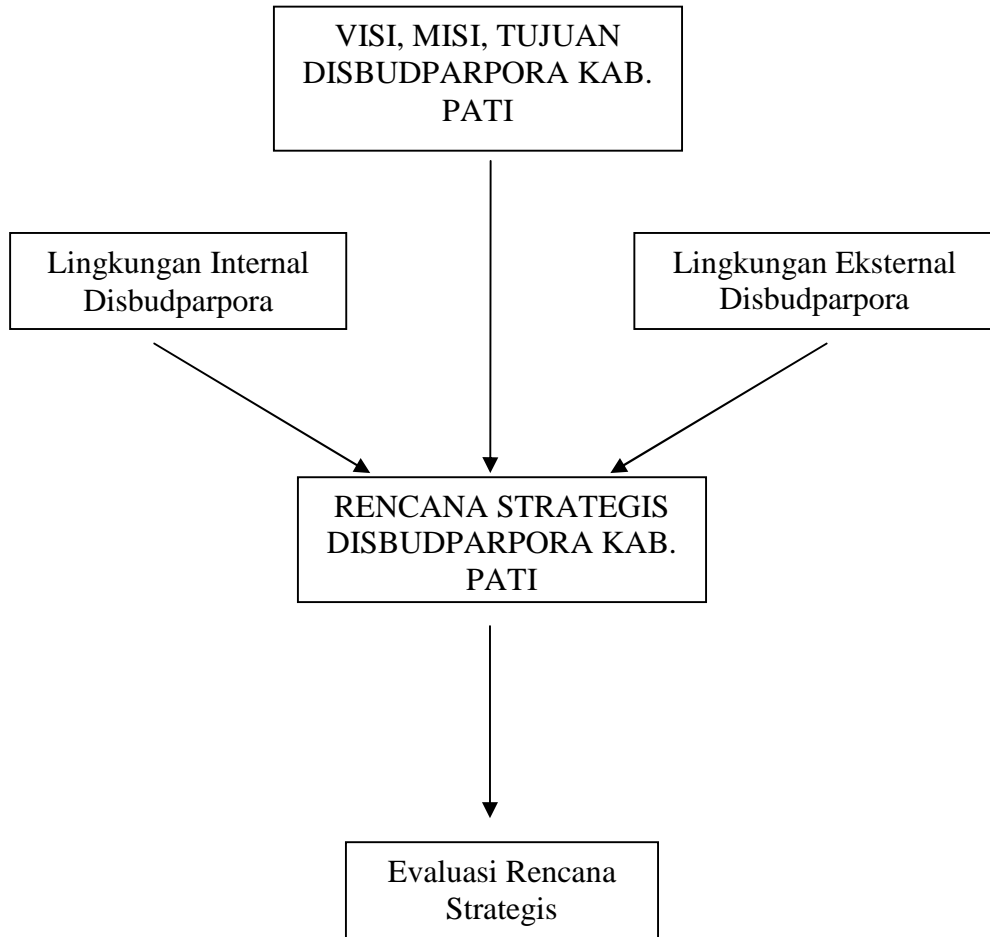 VISI, MISI, TUJUAN
DISBUDPARPORA KAB.
PATI
Lingkungan Internal
Disbudparpora
Lingkungan Eksternal
Disbudparpora
RENCANA STRATEGIS
DISBUDPARPORA KAB.
PATI
Evaluasi Rencana
Strategis